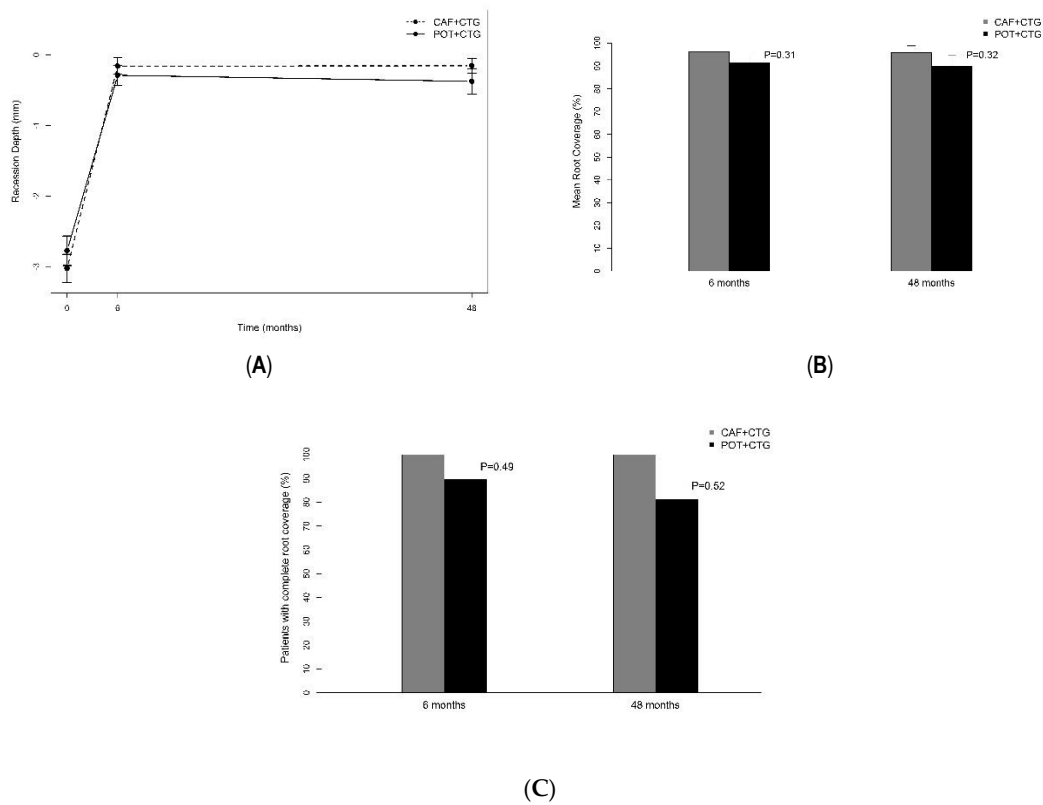 CAF+CTG
POT+CTG
Recession Depth (mm)
0
-1
-2
-3
0
6
48
Time (months)
(A)
CAF+CTG
POT+CTG
Mean Root Coverage (%)
100
90
80
70
60
50
40
30
20
10
0
P=0.31
P=0.32
6 months
48 months
(B)
CAF+CTG
POT+CTG
Patients with complete root coverage (%)
100
90
80
70
60
50
40
30
20
10
0
P=0.49
P=0.52
6 months
48 months
(C)